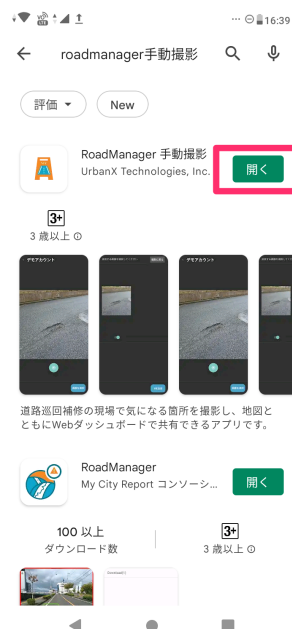 16:39
roadmanager手動撮影
評価
New
RoadManager 手動撮影
UrbanX Technologies, Inc.
開く
3+
3 歳以上
デモアカウント
デモアカウント
道路巡回補修の現場で気になる箇所を撮影し、地図と
ともにWebダッシュボードで共有できるアプリです。
RoadManager
My City Report コンソーシ...
開く
100 以上
ダウンロード数
3+
3 歳以上